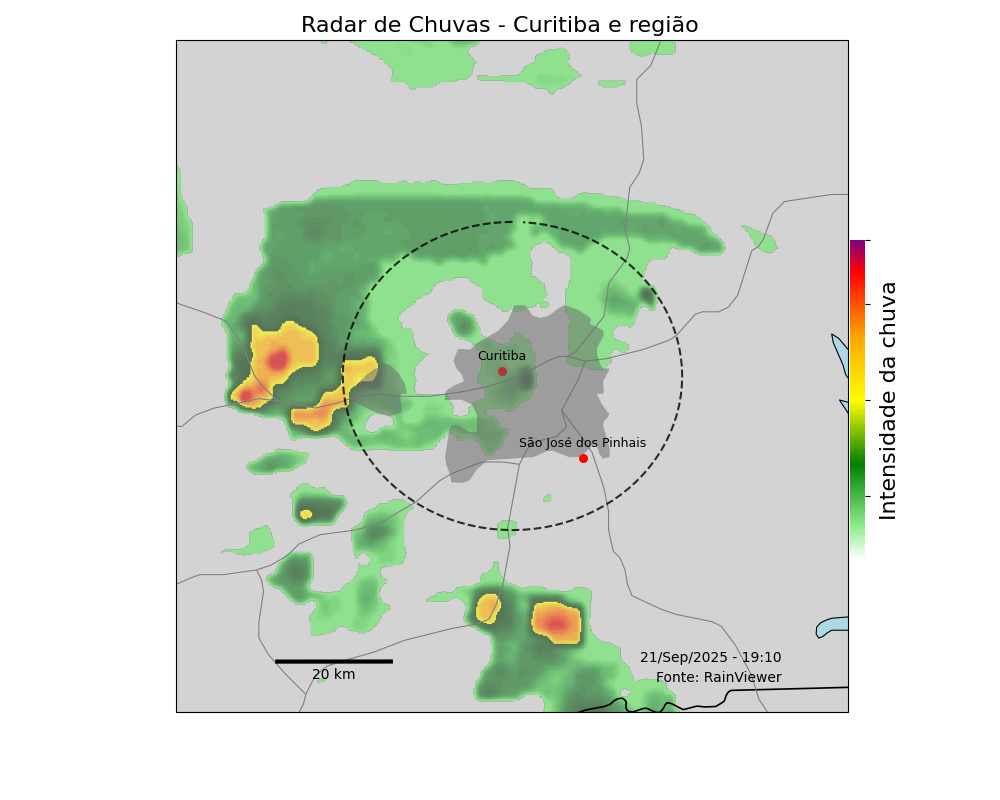 Radar de Chuvas - Curitiba e região
Curitiba
São José dos Pinhais
Intensidade da chuva
21/Sep/2025 - 19:10
Fonte: RainViewer
20 km